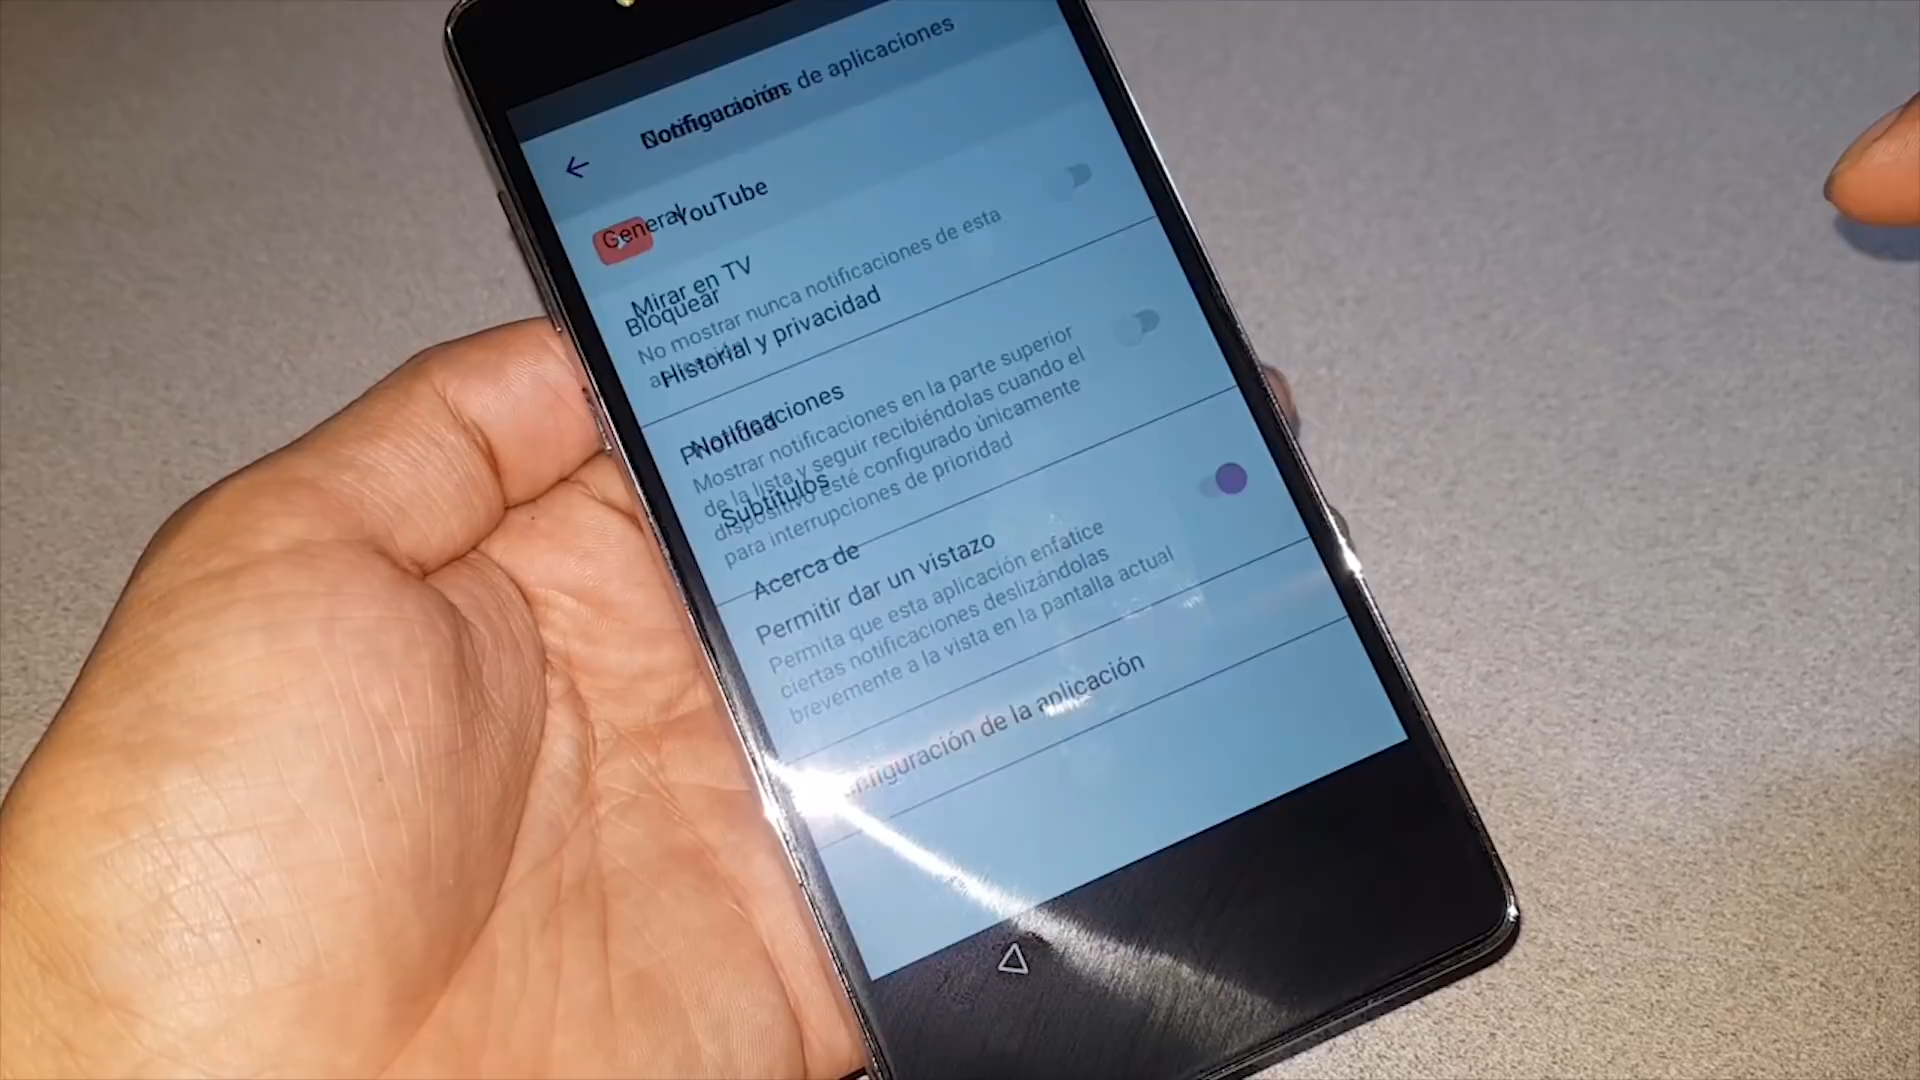 Notificaciones de aplicaciones
Configuración
General
YouTube
Mirar en TV
Bloquear
No mostrar nunca notificaciones de esta
aplicación
Historial y privacidad
Notificaciones
Prioridad
Mostrar notificaciones en la parte superior
de la lista y seguir recibiéndolas cuando el
dispositivo esté configurado únicamente
para interrupciones de prioridad
Subtítulos
Acerca de
Permitir dar un vistazo
Permita que esta aplicación enfatice
ciertas notificaciones deslizándolas
brevemente a la vista en la pantalla actual
Configuración de la aplicación